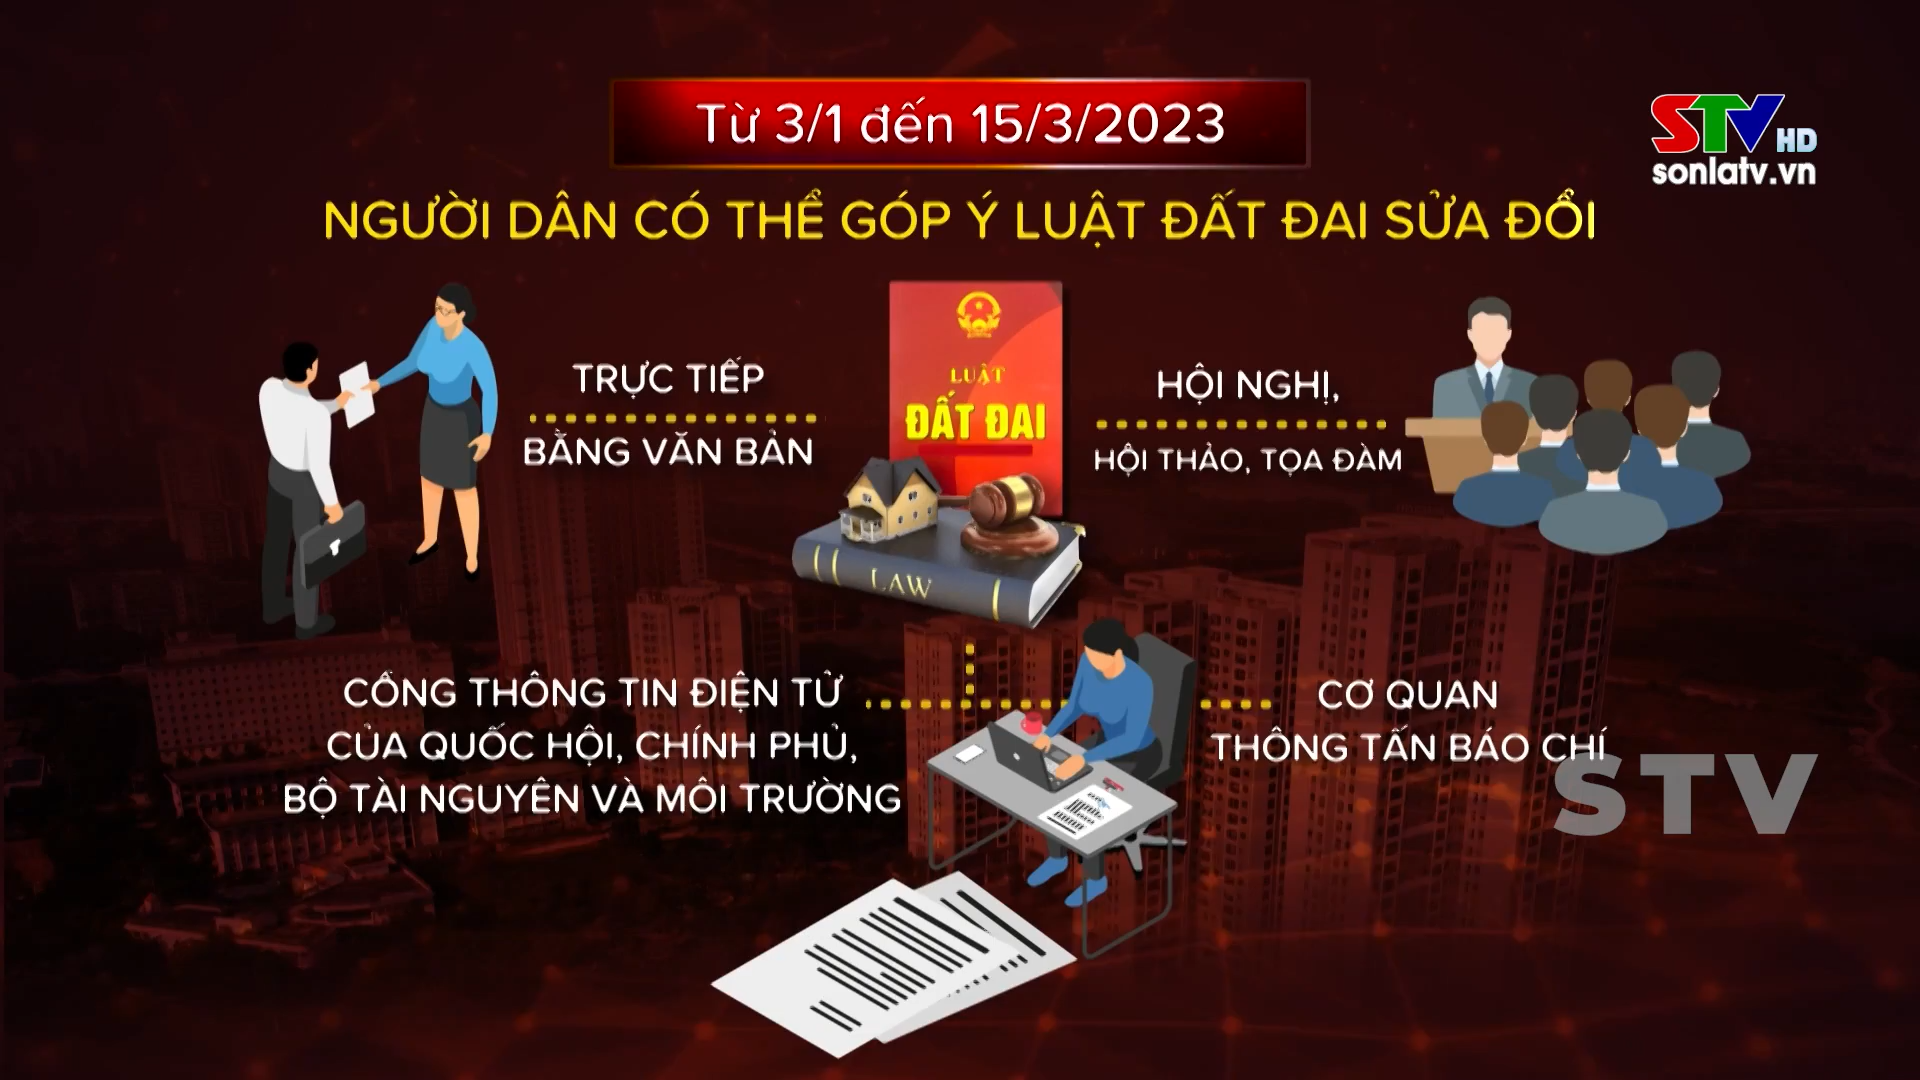 Từ 3/1 đến 15/3/2023
STV HD
sonlatv.vn
NGƯỜI DÂN CÓ THỂ GÓP Ý LUẬT ĐẤT ĐAI SỬA ĐỔI
TRỰC TIẾP
BẰNG VĂN BẢN
LUẬT
ĐẤT ĐAI
LAW
HỘI NGHỊ,
HỘI THẢO, TỌA ĐÀM
CỔNG THÔNG TIN ĐIỆN TỬ
CỦA QUỐC HỘI, CHÍNH PHỦ,
BỘ TÀI NGUYÊN VÀ MÔI TRƯỜNG
CƠ QUAN
THÔNG TẤN BÁO CHÍ
STV